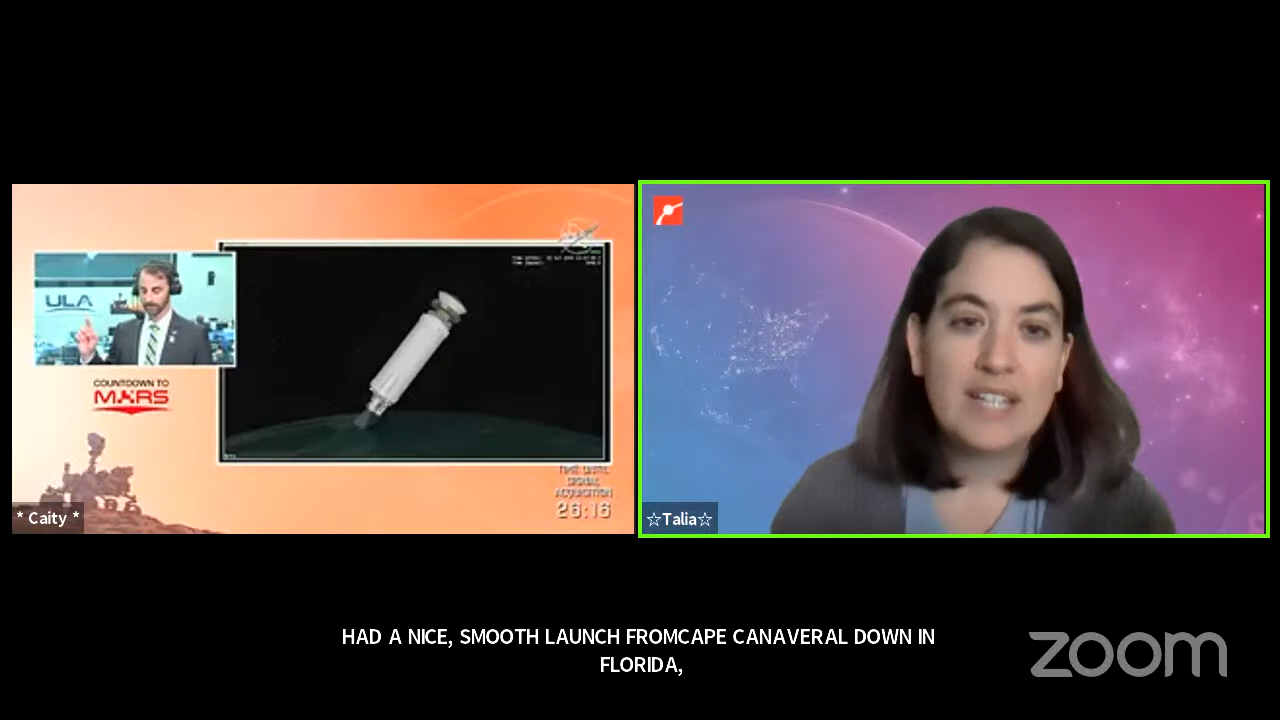 ULA
COUNTDOWN TO
MARS
TIME UNTIL
SIGNAL
ACQUISITION
26:16
* Caity *
☆Talia☆
HAD A NICE, SMOOTH LAUNCH FROMCAPE CANAVERAL DOWN IN
FLORIDA,
zoom